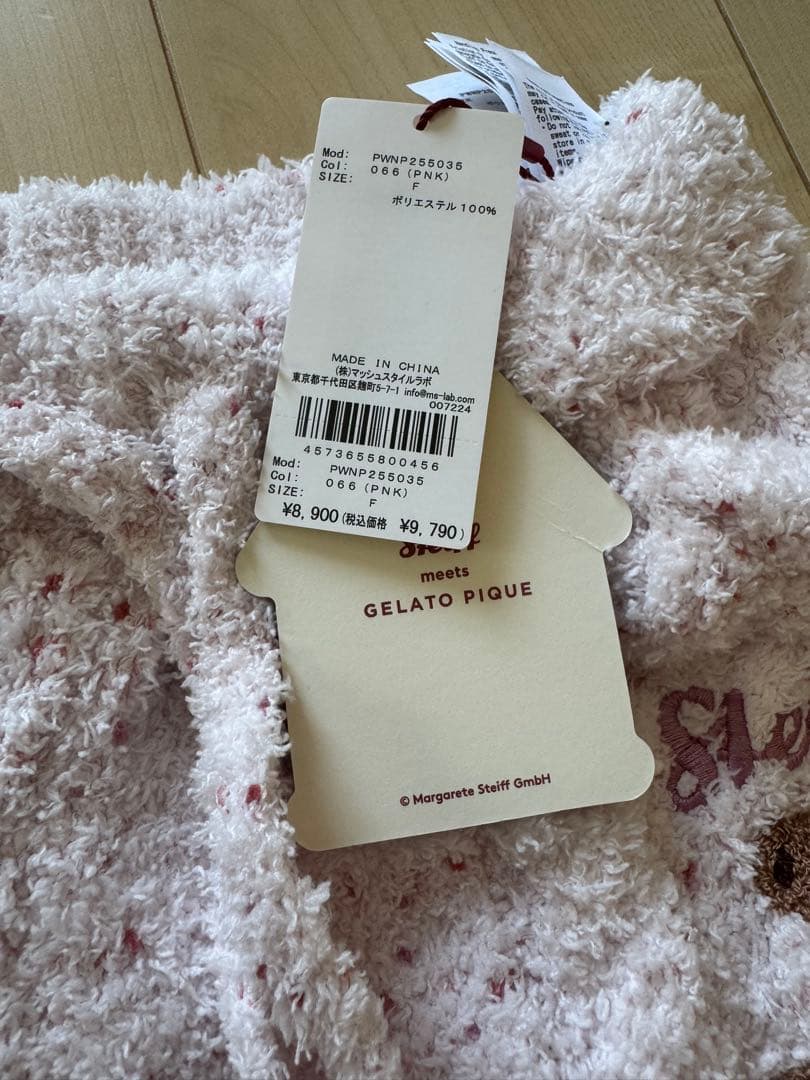 Mod: PWNP255035
Col: 066 (PNK)
SIZE: F
ポリエステル100%
MADE IN CHINA
(株)マッシュスタイルラボ
東京都千代田区麹町5-7-1 info@ms-lab.com
007224
4573655800456
Mod: PWNP255035
Col: 066 (PNK)
SIZE: F
¥8,900(税込価格 ¥9,790)
Steiff
meets
GELATO PIQUE
© Margarete Steiff GmbH